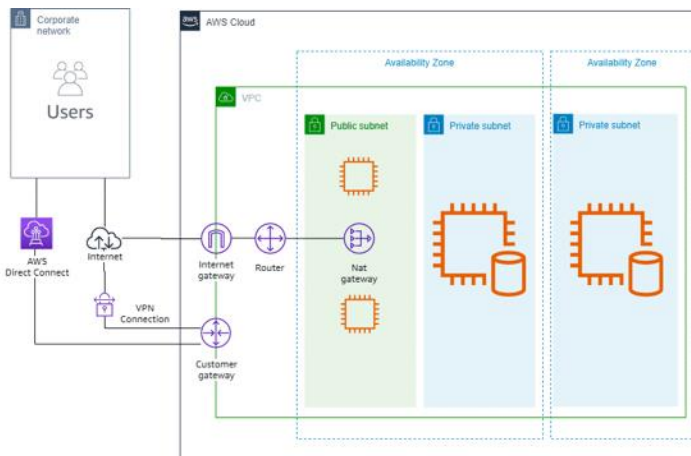 Corporate
network
Users
aws
AWS Cloud
Availability Zone
Availability Zone
VPC
Public subnet
Private subnet
Private subnet
AWS
Direct Connect
Internet
Internet
gateway
Router
Nat
gateway
VPN
Connection
Customer
gateway